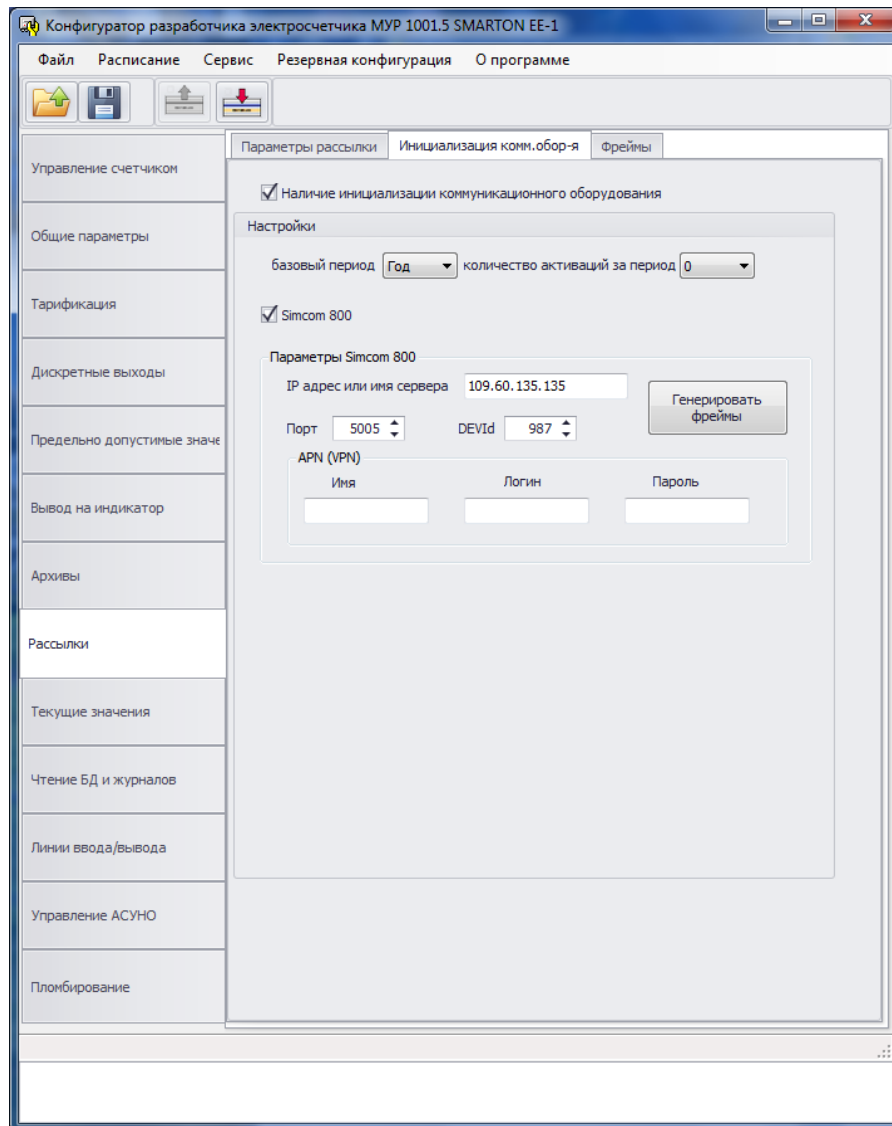 Конфигуратор разработчика электросчетчика МУР 1001.5 SMARTON EE-1
Файл Расписание Сервис Резервная конфигурация О программе
Параметры рассылки Инициализация комм.обор-я Фреймы
Управление счетчиком
Общие параметры
Тарификация
Дискретные выходы
Предельно допустимые значе
Вывод на индикатор
Архивы
Рассылки
Текущие значения
Чтение БД и журналов
Линии ввода/вывода
Управление АСУНО
Пломбирование
Наличие инициализации коммуникационного оборудования
Настройки
базовый период Год количество активаций за период 0
Simcom 800
Параметры Simcom 800
IP адрес или имя сервера 109.60.135.135
Генерировать
фреймы
Порт 5005 DEVId 987
APN (VPN)
Имя Логин Пароль